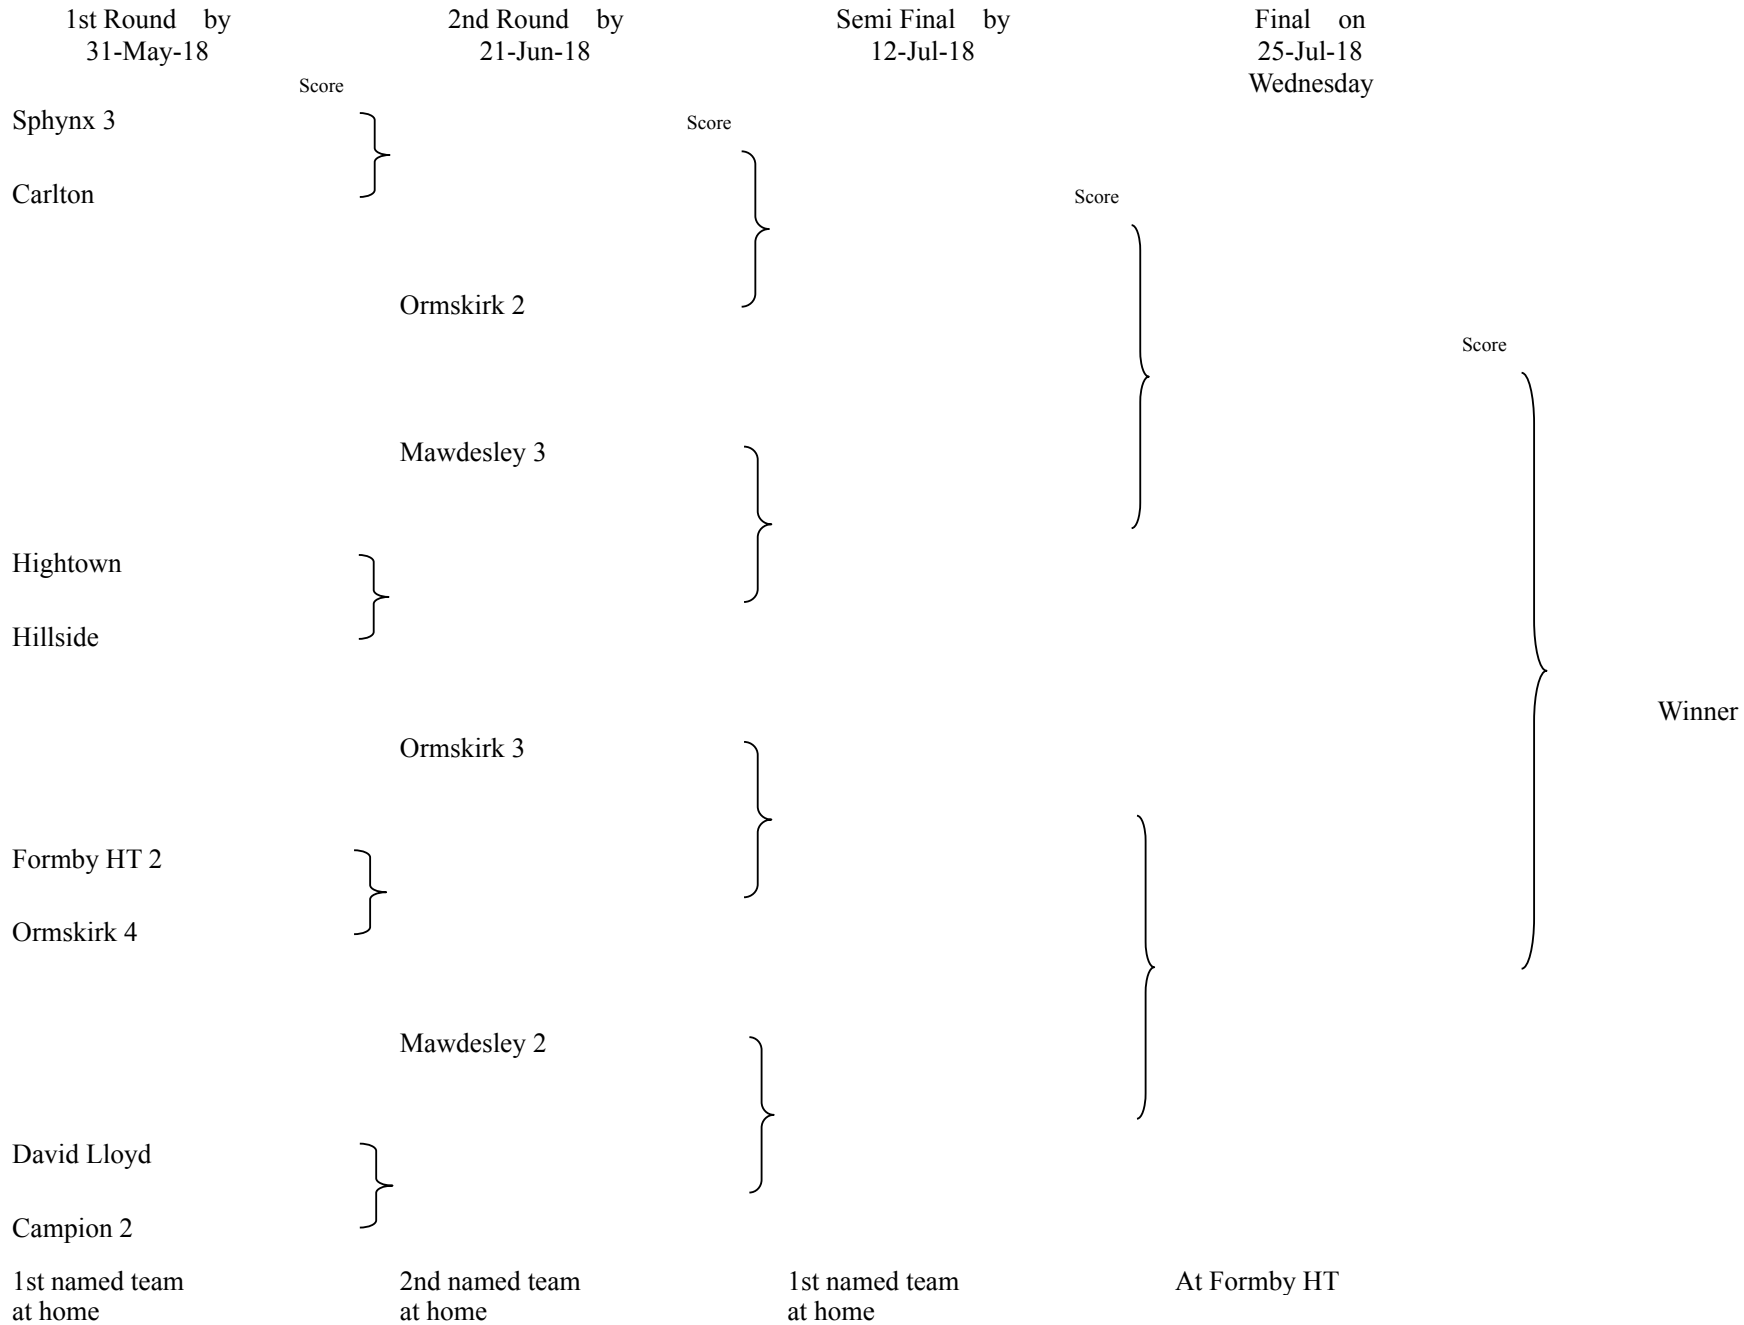 1st Round by
31-May-18
2nd Round by
21-Jun-18
Semi Final by
12-Jul-18
Final on
25-Jul-18
Wednesday
Score
Sphynx 3
Score
Carlton
Score
Ormskirk 2
Score
Mawdesley 3
Hightown
Hillside
Winner
Ormskirk 3
Formby HT 2
Ormskirk 4
Mawdesley 2
David Lloyd
Campion 2
1st named team
at home
2nd named team
at home
1st named team
at home
At Formby HT